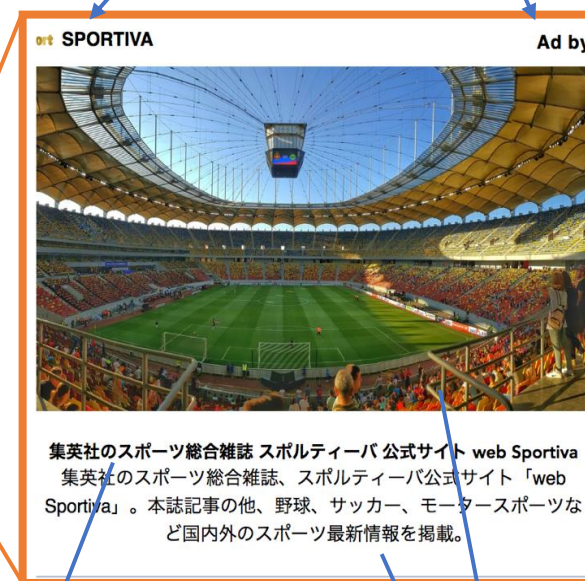 ort SPORTIVA
Ad by
集英社のスポーツ総合雑誌 スポルティーバ 公式サイト web Sportiva
集英社のスポーツ総合雑誌、スポルティーバ公式サイト「web
Sportiva」。本誌記事の他、野球、サッカー、モータースポーツな
ど国内外のスポーツ最新情報を掲載。